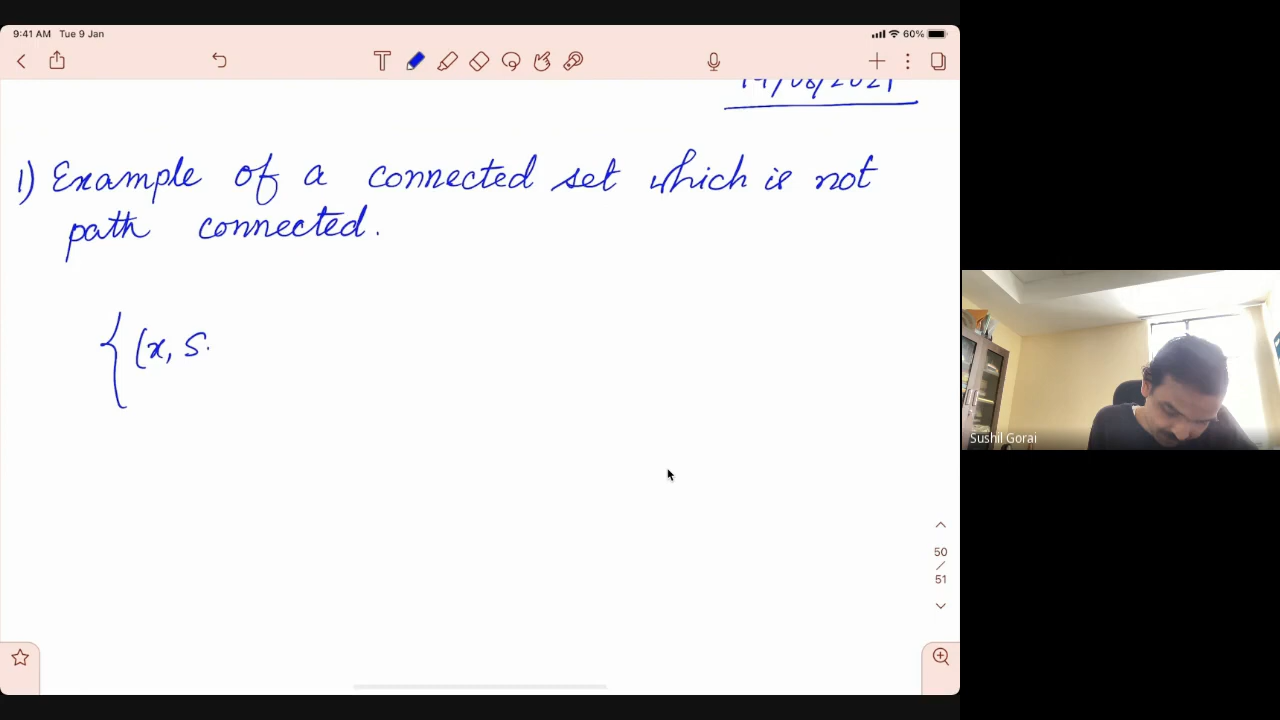 9:41 AM Tue 9 Jan
60%
T
1) Example of a connected set which is not
path connected.
{ (x, S.
Sushil Gorai
50
/
51